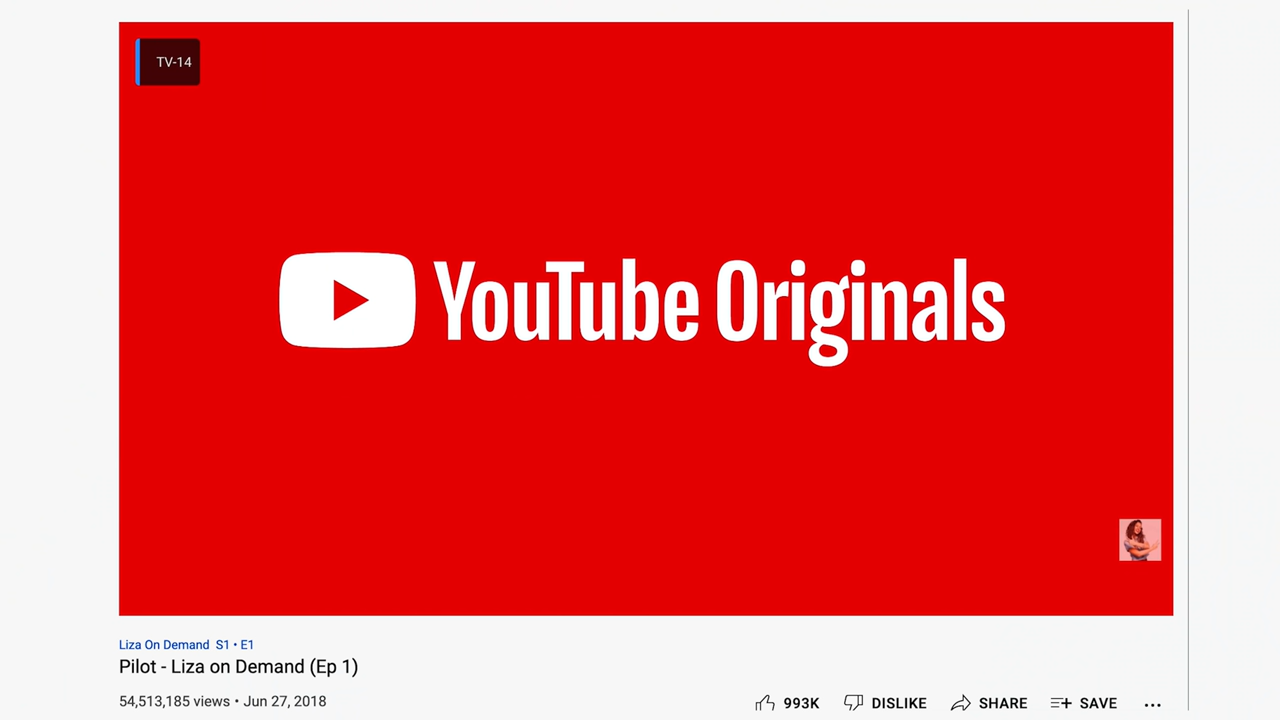 TV-14
YouTube Originals
Liza On Demand S1 • E1
Pilot - Liza on Demand (Ep 1)
54,513,185 views • Jun 27, 2018
993K DISLIKE SHARE SAVE